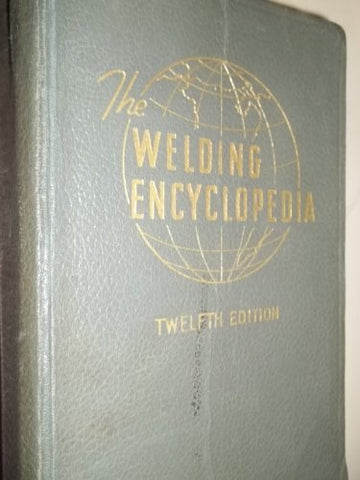 The
WELDING
ENCYCLOPEDIA
TWELFTH EDITION